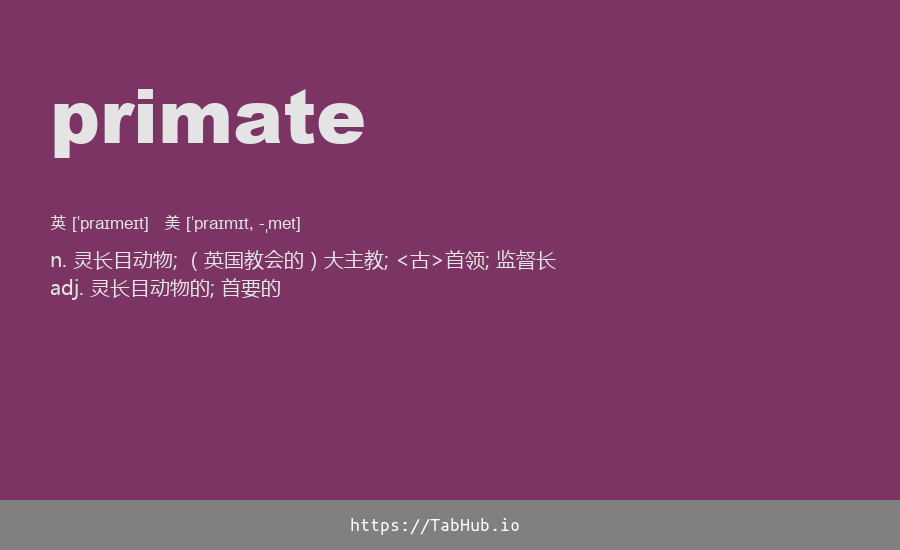 primate
英 [ˈpraɪmeɪt] 美 [ˈpraɪmɪt, -ˌmet]
n. 灵长目动物; （英国教会的）大主教; <古>首领; 监督长
adj. 灵长目动物的; 首要的
https://TabHub.io